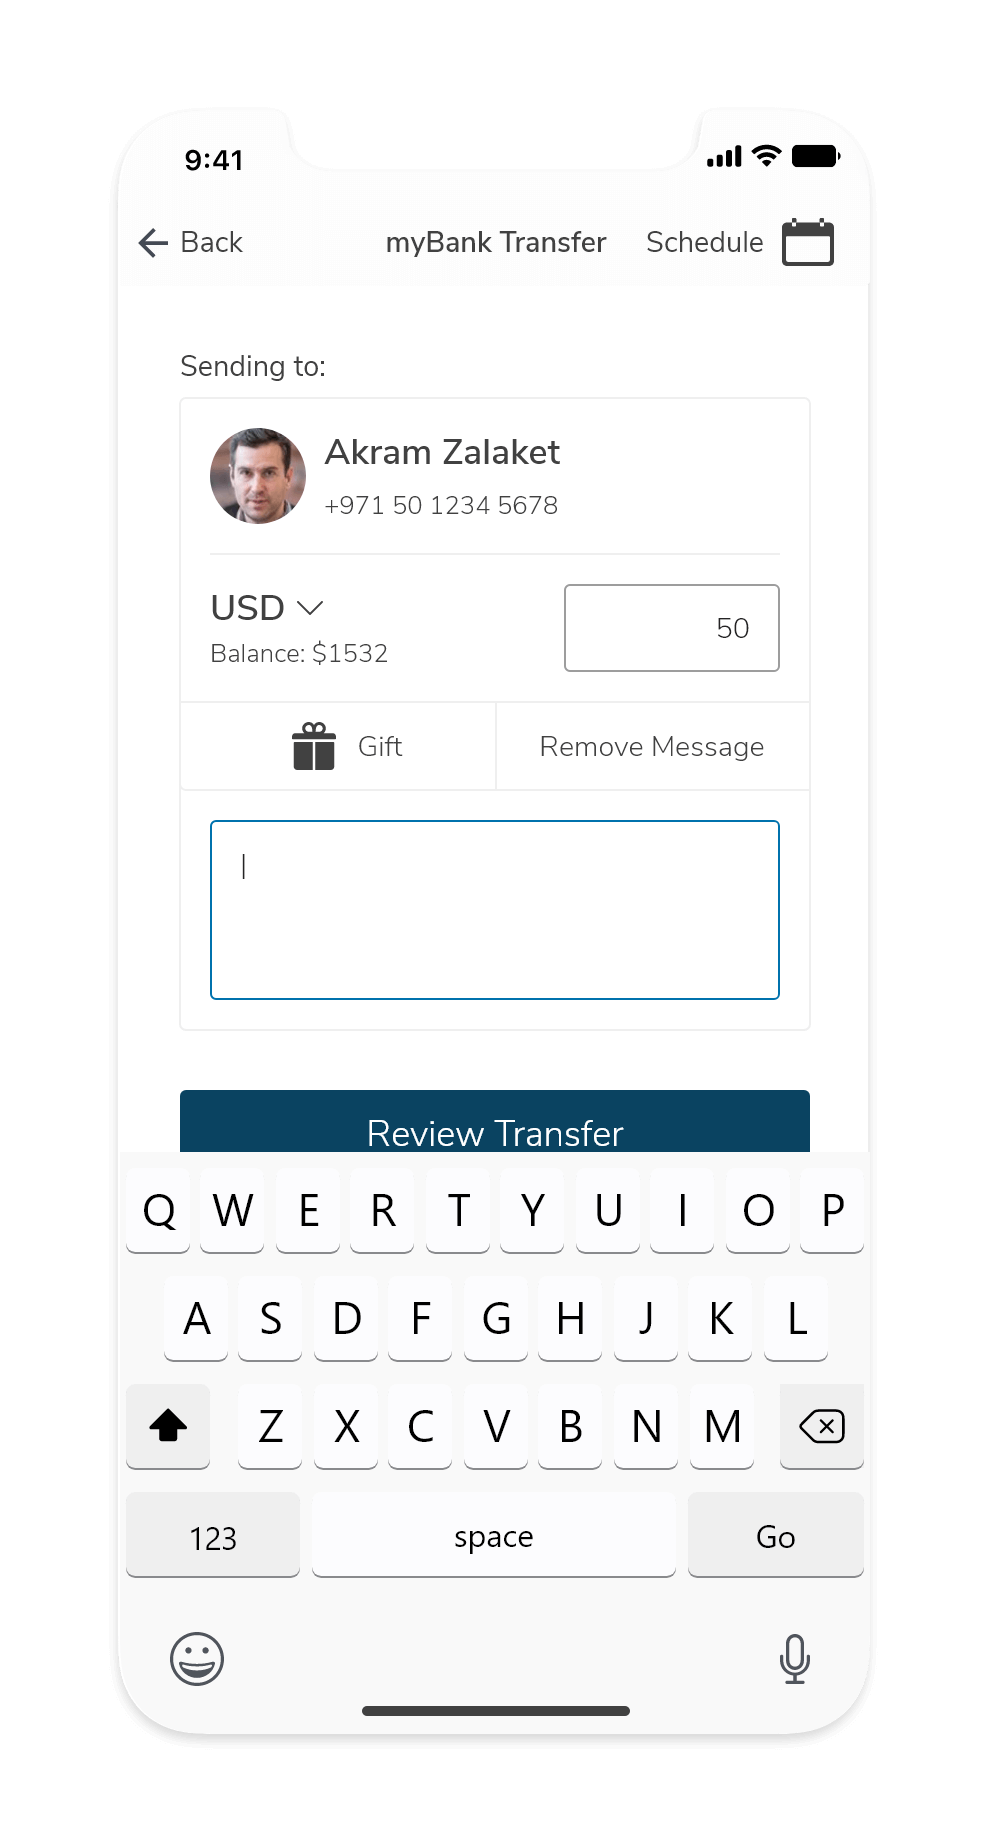 9:41
Back myBank Transfer Schedule
Sending to:
Akram Zalaket
+971 50 1234 5678
USD
50
Balance: $1532
Gift Remove Message
Review Transfer
Q W E R T Y U I O P
A S D F G H J K L
Z X C V B N M
123 space Go